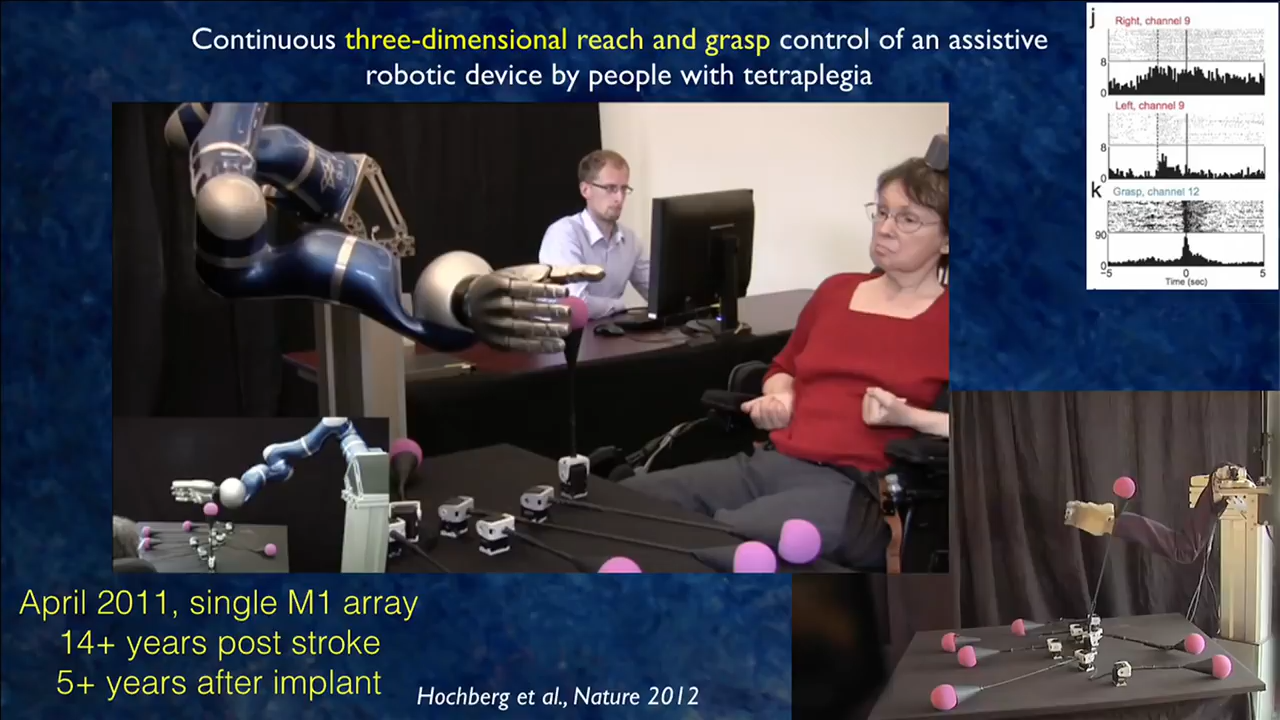 Continuous three-dimensional reach and grasp control of an assistive
robotic device by people with tetraplegia
j
Right, channel 9
8
0
Left, channel 9
8
0
k
Grasp, channel 12
90
0
−5 0 5
Time (sec)
April 2011, single M1 array
14+ years post stroke
5+ years after implant
Hochberg et al., Nature 2012